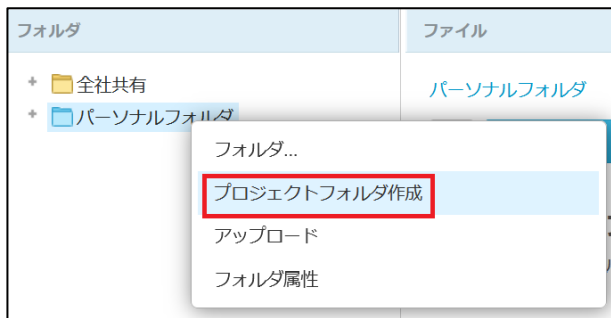 フォルダ
ファイル
全社共有
パーソナルフォルダ
パーソナルフォルダ
フォルダ...
プロジェクトフォルダ作成
アップロード
フォルダ属性